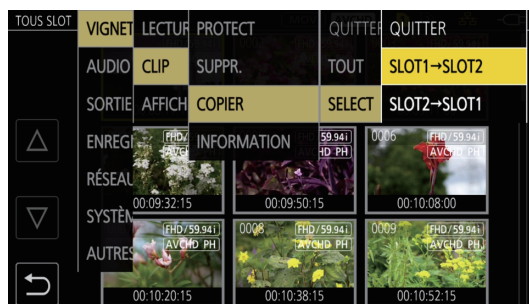 TOUS SLOT
VIGNET LECTUR PROTECT QUITTER QUITTER
AUDIO CLIP SUPPR. TOUT SLOT1→SLOT2
SORTIE AFFICH COPIER SELECT SLOT2→SLOT1
ENREGI FHD/ INFORMATION 59.94i 0006 FHD/59.94i
AVCHD HD PH AVCHD PH
RÉSEAU
00:09:32:15 00:09:50:15 00:10:08:00
SYSTÈM FHD/59.94i 0008 FHD/59.94i 0009 FHD/59.94i
AVCHD PH AVCHD PH AVCHD PH
AUTRES
00:10:20:15 00:10:38:15 00:10:52:15